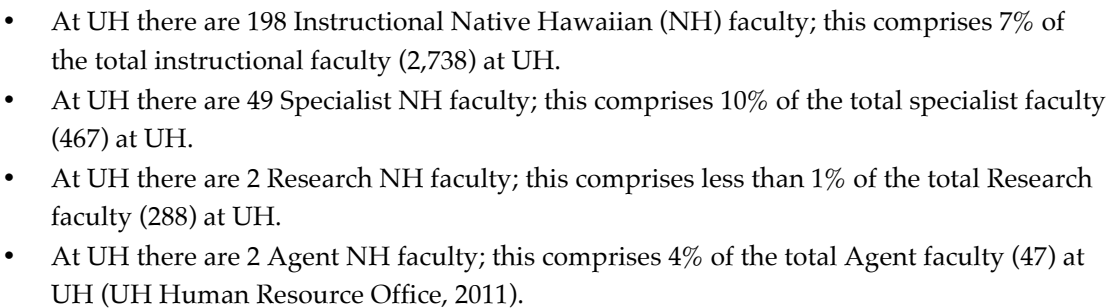 • At UH there are 198 Instructional Native Hawaiian (NH) faculty; this comprises 7% of
the total instructional faculty (2,738) at UH.
• At UH there are 49 Specialist NH faculty; this comprises 10% of the total specialist faculty
(467) at UH.
• At UH there are 2 Research NH faculty; this comprises less than 1% of the total Research
faculty (288) at UH.
• At UH there are 2 Agent NH faculty; this comprises 4% of the total Agent faculty (47) at
UH (UH Human Resource Office, 2011).